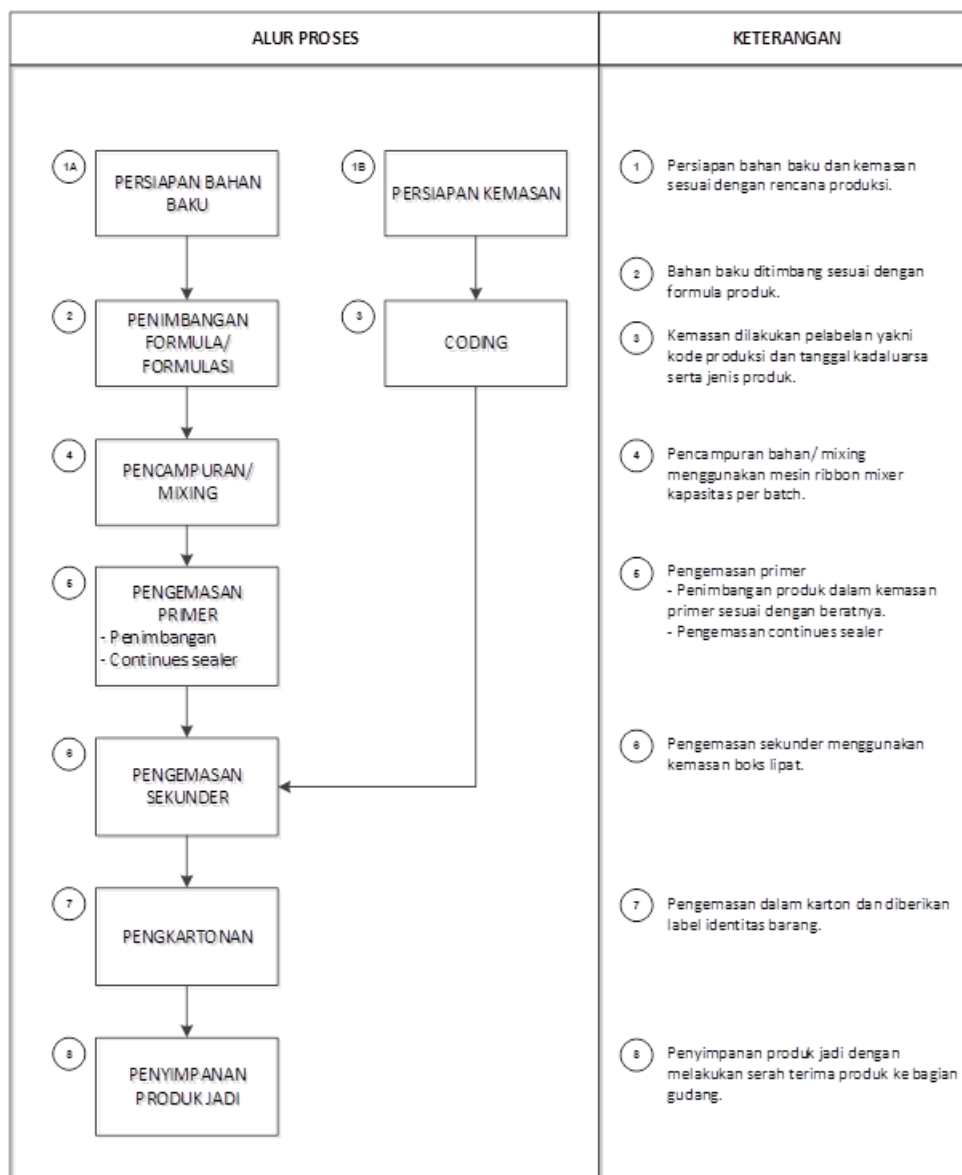 ALUR PROSES
KETERANGAN
1A
PERSIAPAN BAHAN
BAKU
1B
PERSIAPAN KEMASAN
1
Persiapan bahan baku dan kemasan
sesuai dengan rencana produksi.
2
PENIMBANGAN
FORMULA/
FORMULASI
3
CODING
2
Bahan baku ditimbang sesuai dengan
formula produk.
3
Kemasan dilakukan pelabelan yakni
kode produksi dan tanggal kadaluarsa
serta jenis produk.
4
PENCAMPURAN/
MIXING
4
Pencampuran bahan/ mixing
menggunakan mesin ribbon mixer
kapasitas per batch.
5
PENGEMASAN
PRIMER
- Penimbangan
- Continues sealer
5
Pengemasan primer
- Penimbangan produk dalam kemasan
primer sesuai dengan beratnya.
- Pengemasan continues sealer
6
PENGEMASAN
SEKUNDER
6
Pengemasan sekunder menggunakan
kemasan boks lipat.
7
PENGKARTONAN
7
Pengemasan dalam karton dan diberikan
label identitas barang.
8
PENYIMPANAN
PRODUK JADI
8
Penyimpanan produk jadi dengan
melakukan serah terima produk ke bagian
gudang.